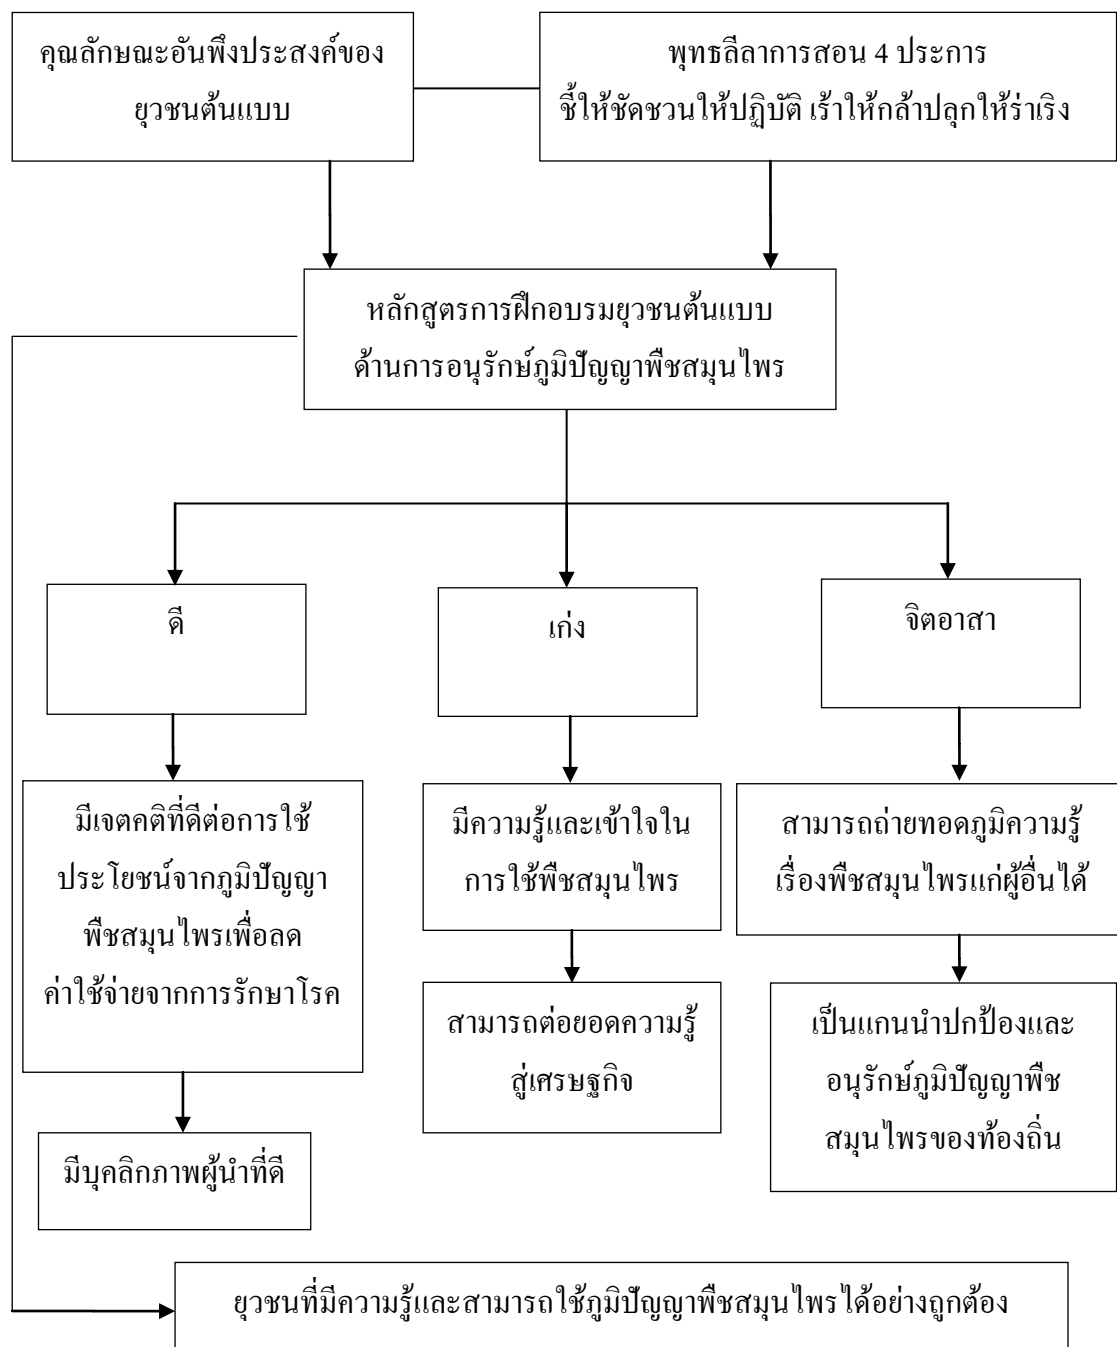 คุณลักษณะอันพึงประสงค์ของ
ยุวชนต้นแบบ
พุทธลีลาการสอน 4 ประการ
ชี้ให้ชัดชวนให้ปฏิบัติ เร้าให้กล้าปลุกให้ร่าเริง
หลักสูตรการฝึกอบรมยุวชนต้นแบบ
ด้านการอนุรักษ์ภูมิปัญญาพืชสมุนไพร
ดี
เก่ง
จิตอาสา
มีเจตคติที่ดีต่อการใช้
ประโยชน์จากภูมิปัญญา
พืชสมุนไพรเพื่อลด
ค่าใช้จ่ายจากการรักษาโรค
มีความรู้และเข้าใจใน
การใช้พืชสมุนไพร
สามารถถ่ายทอดภูมิความรู้
เรื่องพืชสมุนไพรแก่ผู้อื่นได้
มีบุคลิกภาพผู้นำที่ดี
สามารถต่อยอดความรู้
สู่เศรษฐกิจ
เป็นแกนนำปกป้องและ
อนุรักษ์ภูมิปัญญาพืช
สมุนไพรของท้องถิ่น
ยุวชนที่มีความรู้และสามารถใช้ภูมิปัญญาพืชสมุนไพรได้อย่างถูกต้อง